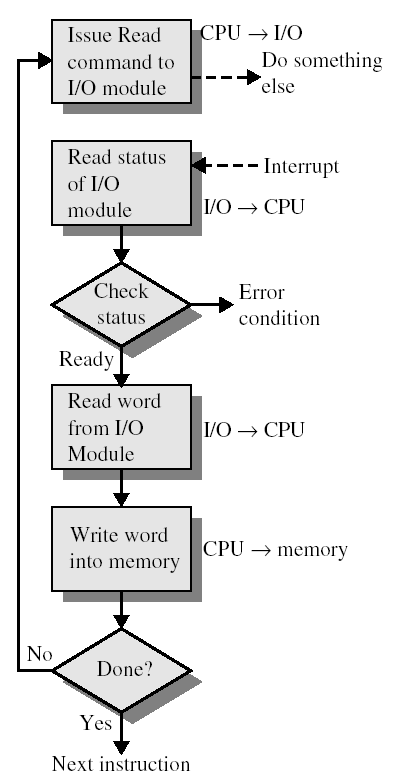 Issue Read
command to
I/O module
CPU → I/O
Do something
else
Read status
of I/O
module
Interrupt
I/O → CPU
Check
status
Error
condition
Ready
Read word
from I/O
Module
I/O → CPU
Write word
into memory
CPU → memory
No
Done?
Yes
Next instruction